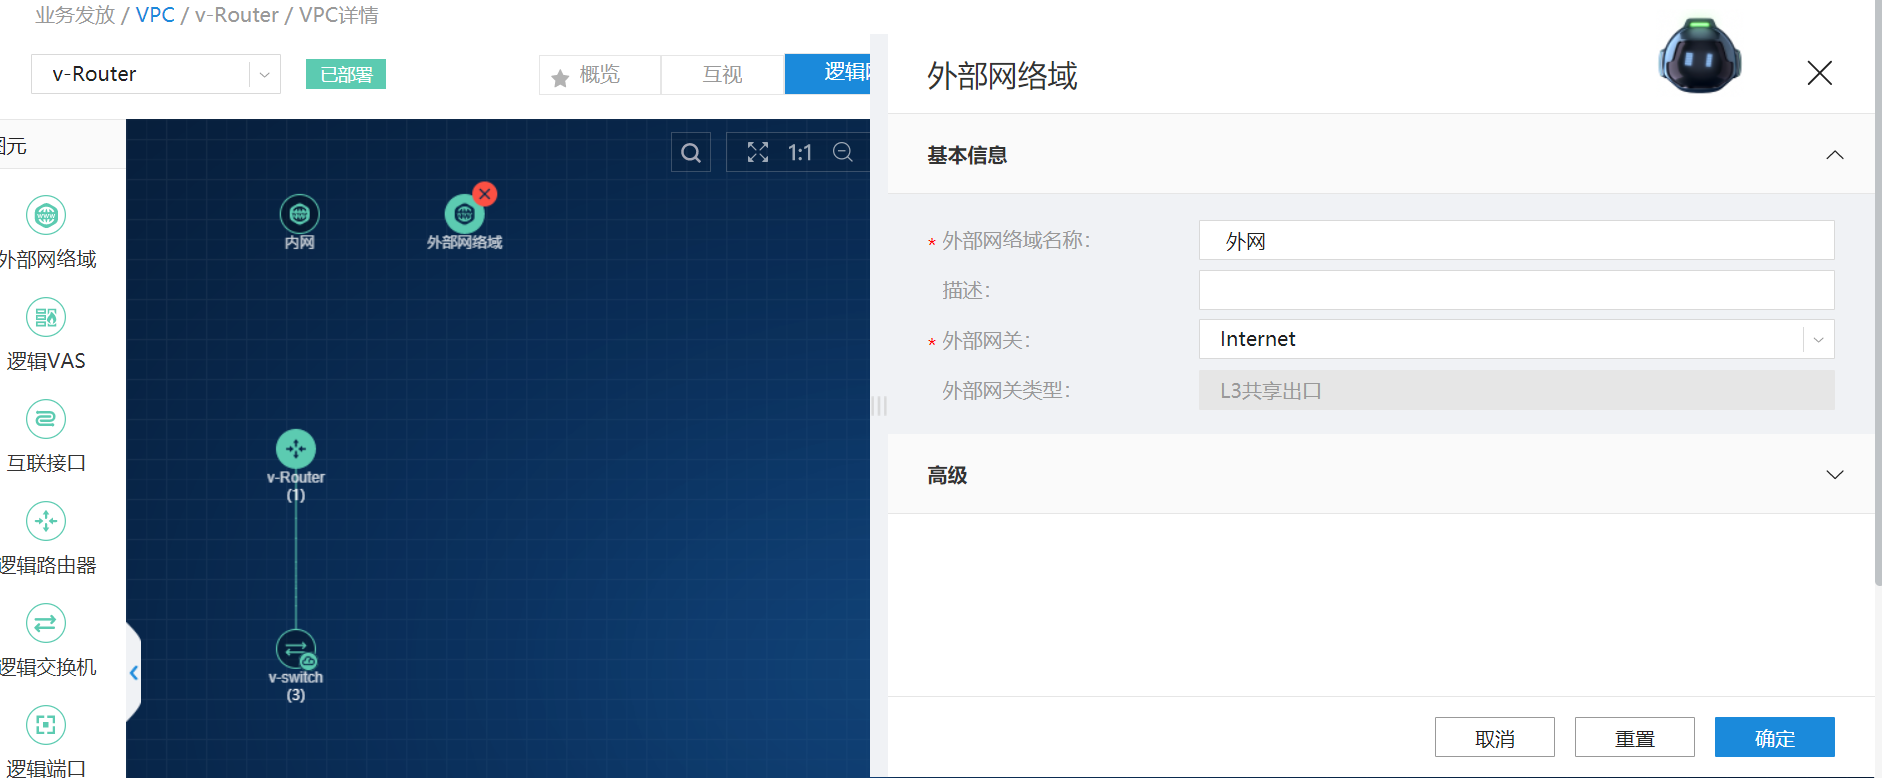 业务发放 / VPC / v-Router / VPC详情
v-Router
已部署
概览
互视
逻辑
图元
外部网络域
逻辑VAS
互联接口
逻辑路由器
逻辑交换机
逻辑端口
1:1
内网
外部网络域
v-Router
(1)
v-switch
(3)
外部网络域
基本信息
* 外部网络域名称: 外网
描述:
* 外部网关: Internet
外部网关类型: L3共享出口
高级
取消
重置
确定